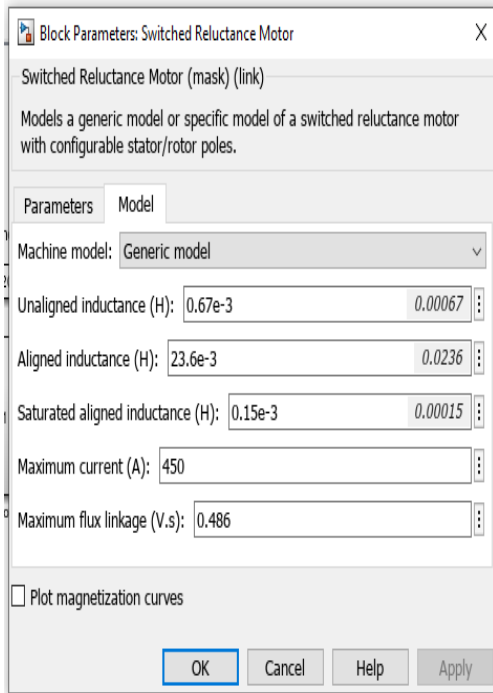 Block Parameters: Switched Reluctance Motor X
Switched Reluctance Motor (mask) (link)
Models a generic model or specific model of a switched reluctance motor
with configurable stator/rotor poles.
Parameters Model
Machine model: Generic model
Unaligned inductance (H): 0.67e-3 0.00067
Aligned inductance (H): 23.6e-3 0.0236
Saturated aligned inductance (H): 0.15e-3 0.00015
Maximum current (A): 450
Maximum flux linkage (V.s): 0.486
Plot magnetization curves
OK Cancel Help Apply